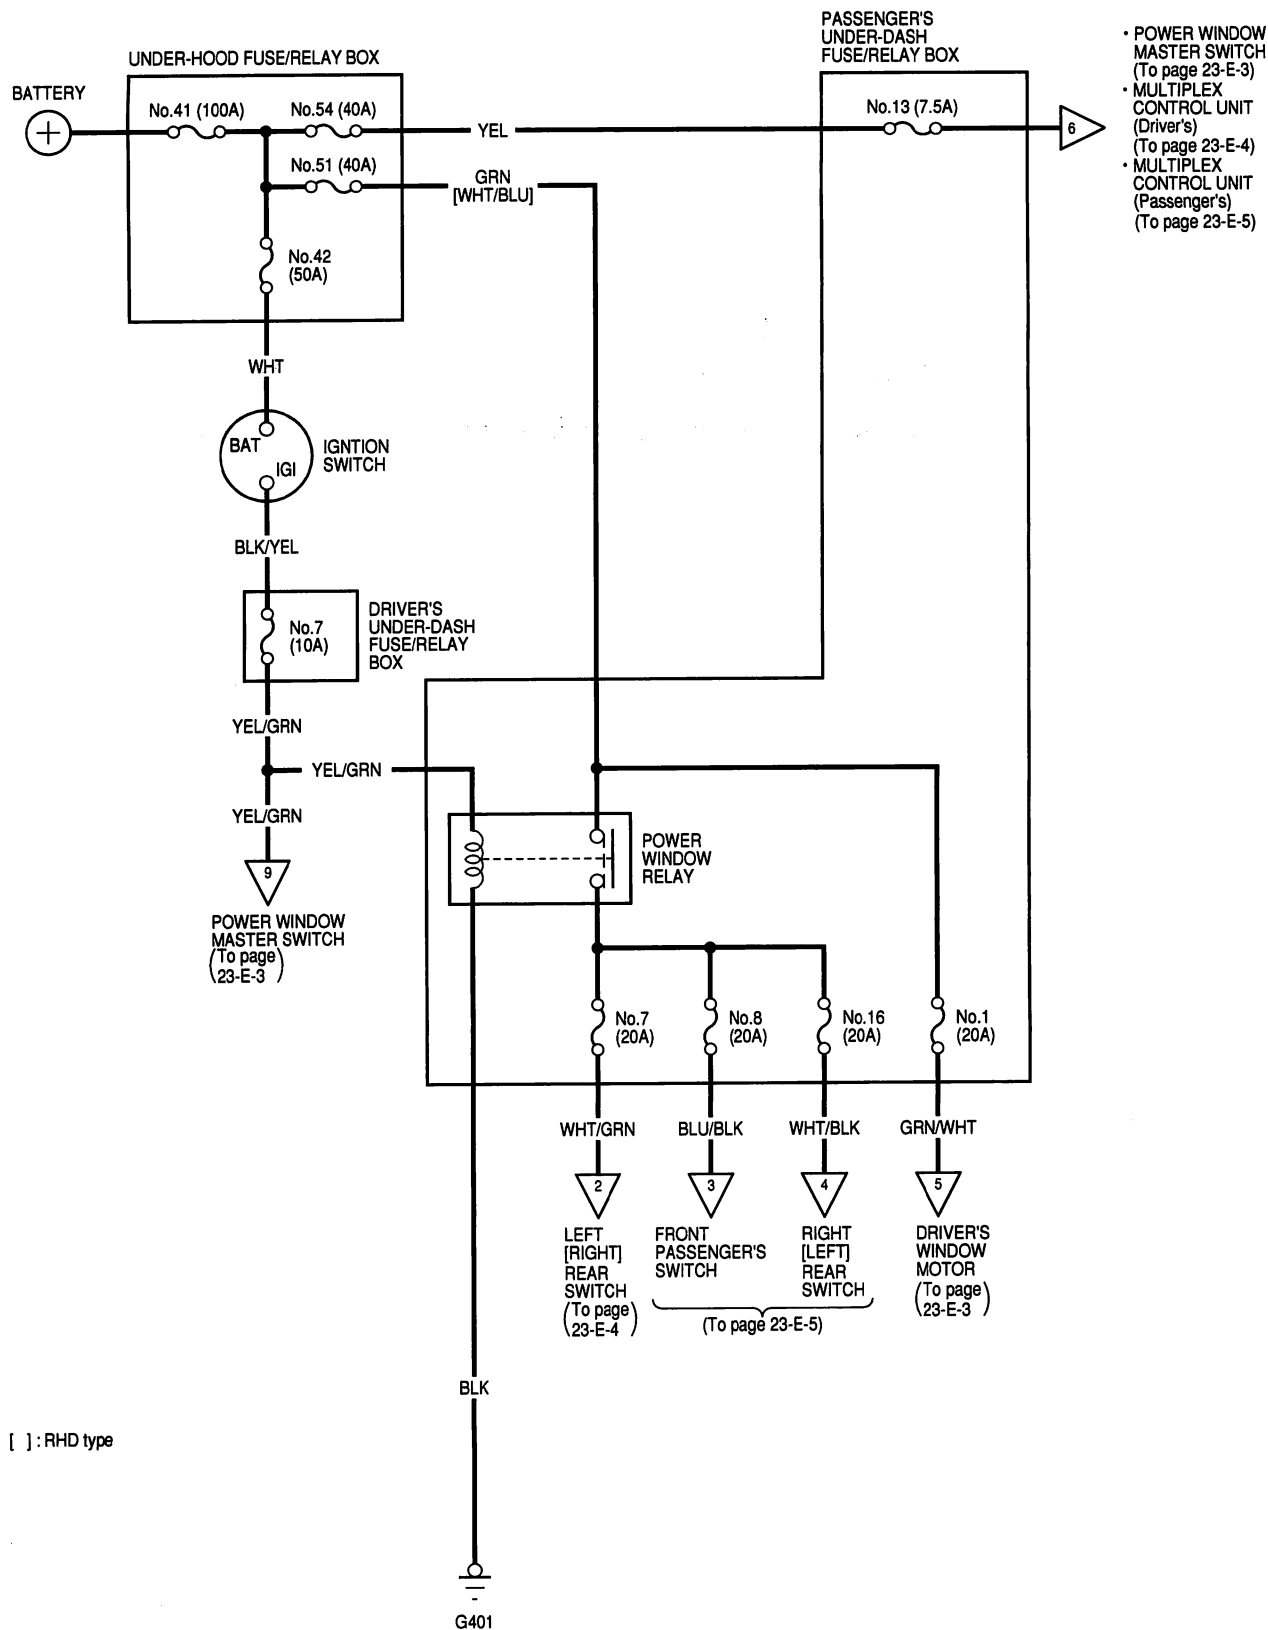 PASSENGER'S
UNDER-DASH
FUSE/RELAY BOX
• POWER WINDOW
MASTER SWITCH
(To page 23-E-3)
• MULTIPLEX
CONTROL UNIT
(Driver's)
(To page 23-E-4)
• MULTIPLEX
CONTROL UNIT
(Passenger's)
(To page 23-E-5)
UNDER-HOOD FUSE/RELAY BOX
BATTERY
+
No.41 (100A)
No.54 (40A)
YEL
No.13 (7.5A)
6
No.51 (40A)
GRN
[WHT/BLU]
No.42
(50A)
WHT
BAT
IGI
IGNTION
SWITCH
BLK/YEL
No.7
(10A)
DRIVER'S
UNDER-DASH
FUSE/RELAY
BOX
YEL/GRN
YEL/GRN
YEL/GRN
9
POWER WINDOW
MASTER SWITCH
(To page
23-E-3)
POWER
WINDOW
RELAY
No.7
(20A)
No.8
(20A)
No.16
(20A)
No.1
(20A)
WHT/GRN
BLU/BLK
WHT/BLK
GRN/WHT
2
3
4
5
LEFT
[RIGHT]
REAR
SWITCH
(To page
23-E-4)
FRONT
PASSENGER'S
SWITCH
RIGHT
[LEFT]
REAR
SWITCH
(To page 23-E-5)
DRIVER'S
WINDOW
MOTOR
(To page
23-E-3)
BLK
[ ] : RHD type
G401